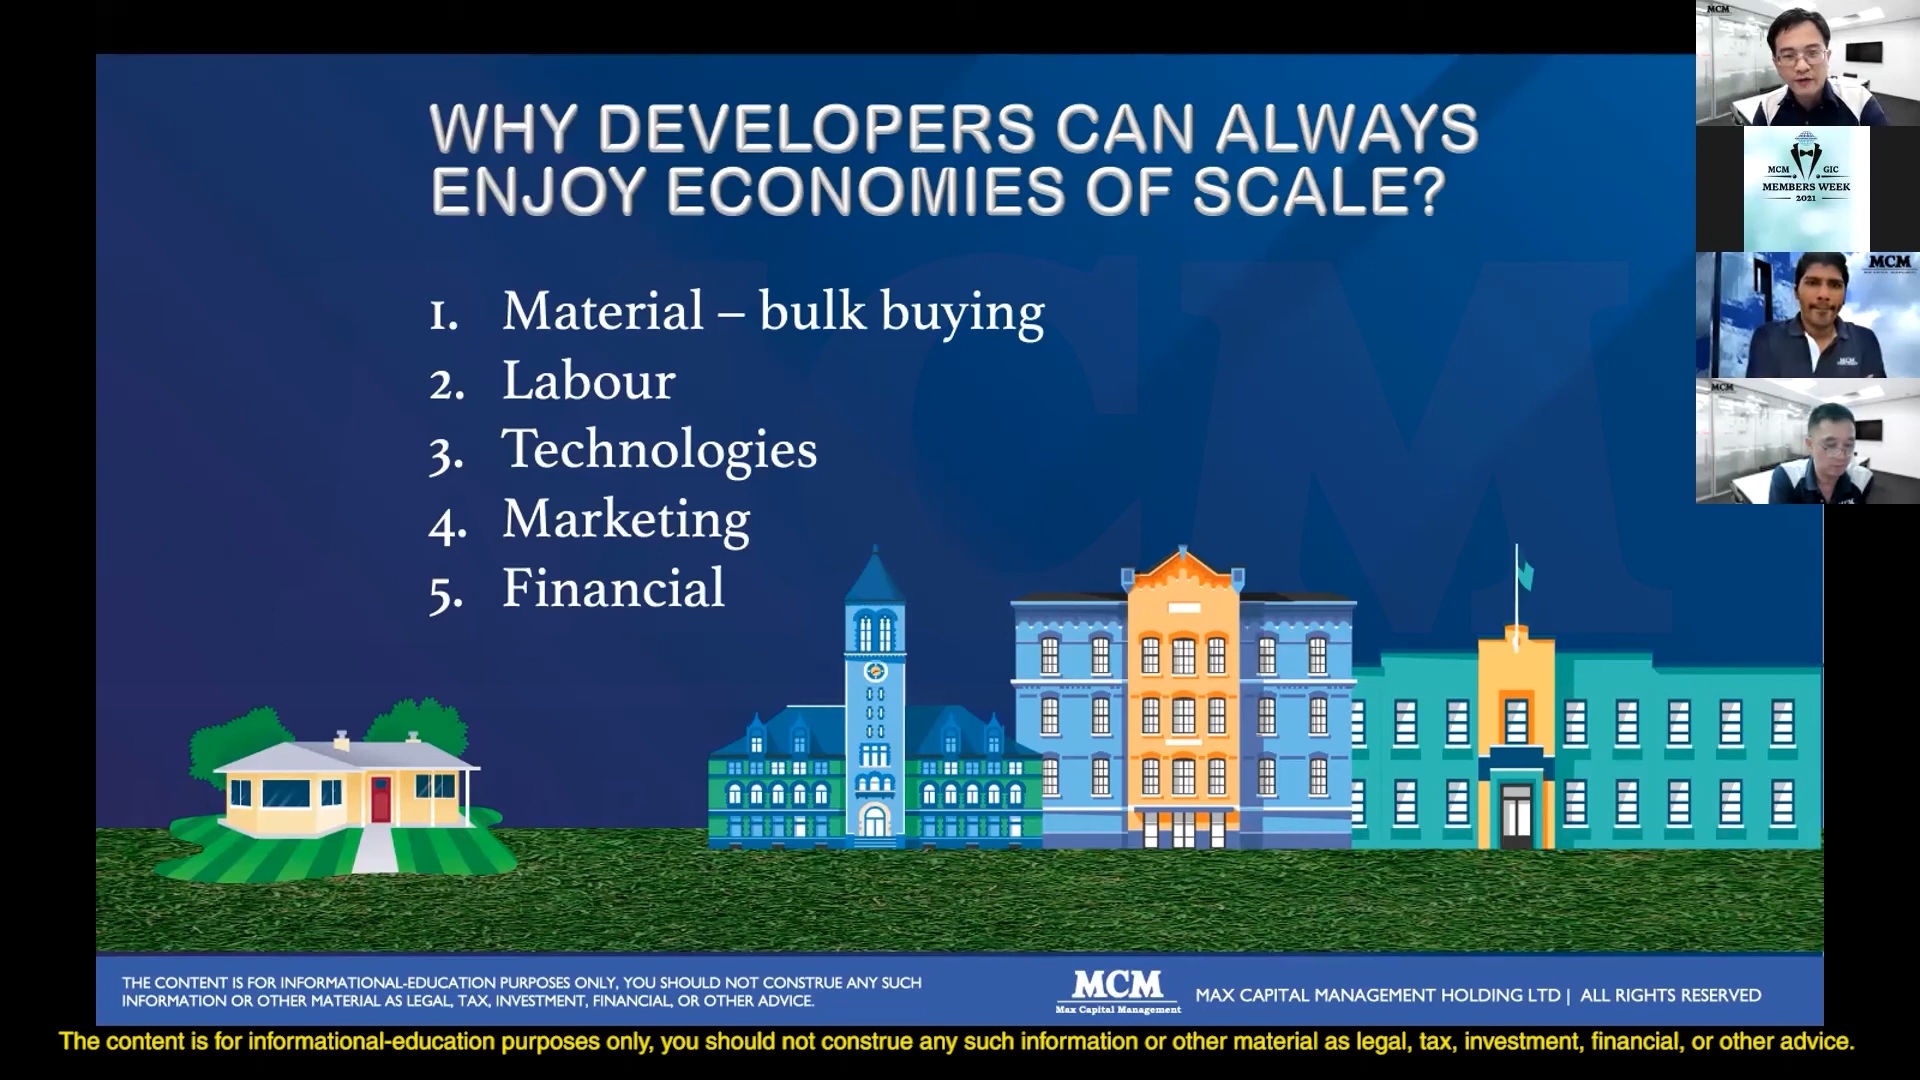 WHY DEVELOPERS CAN ALWAYS
ENJOY ECONOMIES OF SCALE?
1. Material – bulk buying
2. Labour
3. Technologies
4. Marketing
5. Financial
THE CONTENT IS FOR INFORMATIONAL-EDUCATION PURPOSES ONLY, YOU SHOULD NOT CONSTRUE ANY SUCH
INFORMATION OR OTHER MATERIAL AS LEGAL, TAX, INVESTMENT, FINANCIAL, OR OTHER ADVICE.
MCM
Max Capital Management
MAX CAPITAL MANAGEMENT HOLDING LTD | ALL RIGHTS RESERVED
The content is for informational-education purposes only, you should not construe any such information or other material as legal, tax, investment, financial, or other advice.
MCM
MCM GIC
MEMBERS WEEK
2021
MCM
MCM
MCM